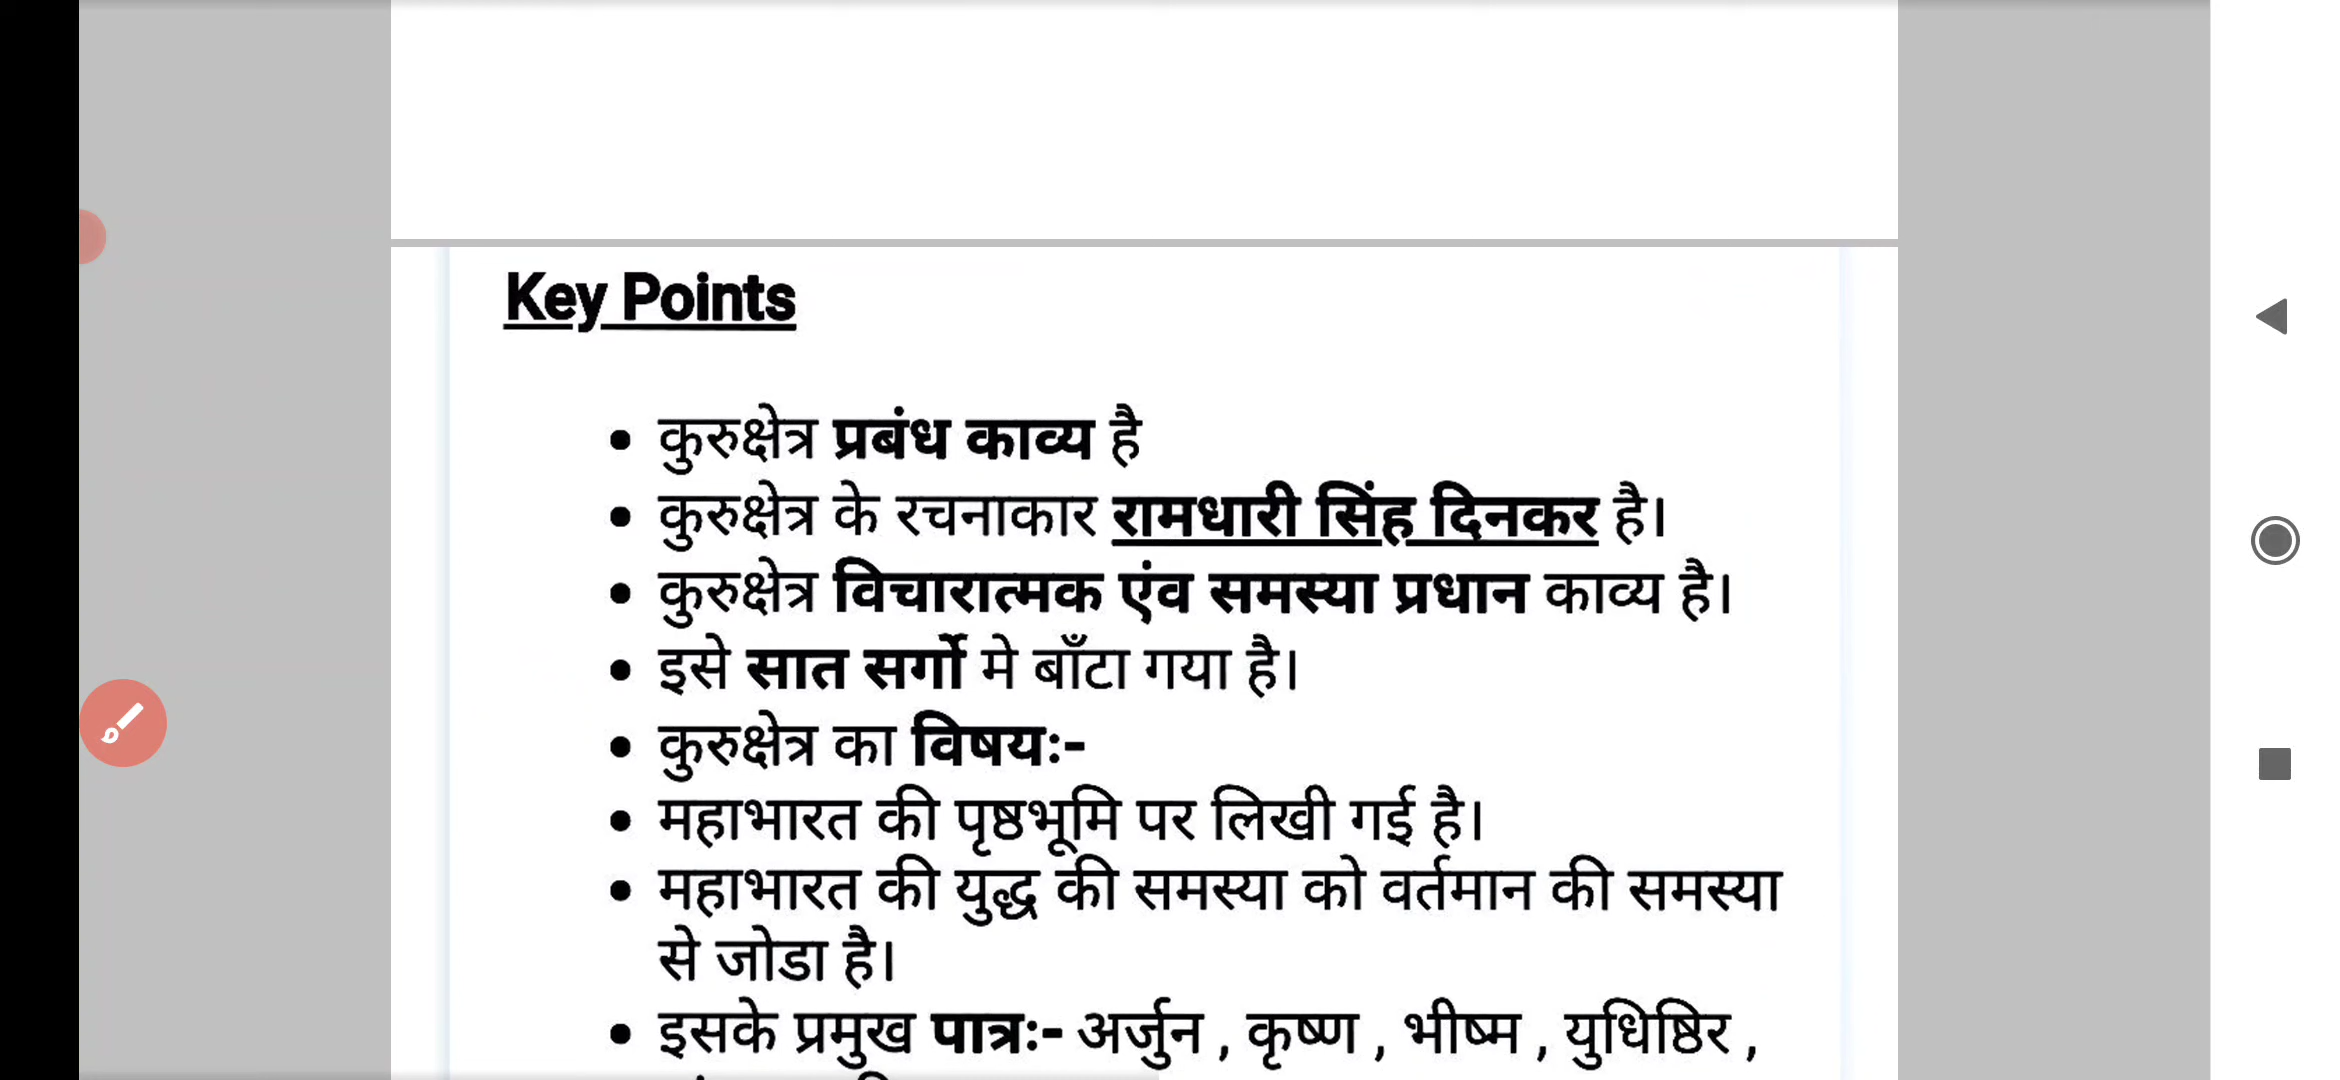 Key Points
• कुरुक्षेत्र प्रबंध काव्य है
• कुरुक्षेत्र के रचनाकार रामधारी सिंह दिनकर है।
• कुरुक्षेत्र विचारात्मक एंव समस्या प्रधान काव्य है।
• इसे सात सर्गो मे बाँटा गया है।
• कुरुक्षेत्र का विषय:-
• महाभारत की पृष्ठभूमि पर लिखी गई है।
• महाभारत की युद्ध की समस्या को वर्तमान की समस्या
से जोडा है।
• इसके प्रमुख पात्र:- अर्जुन , कृष्ण , भीष्म , युधिष्ठिर ,